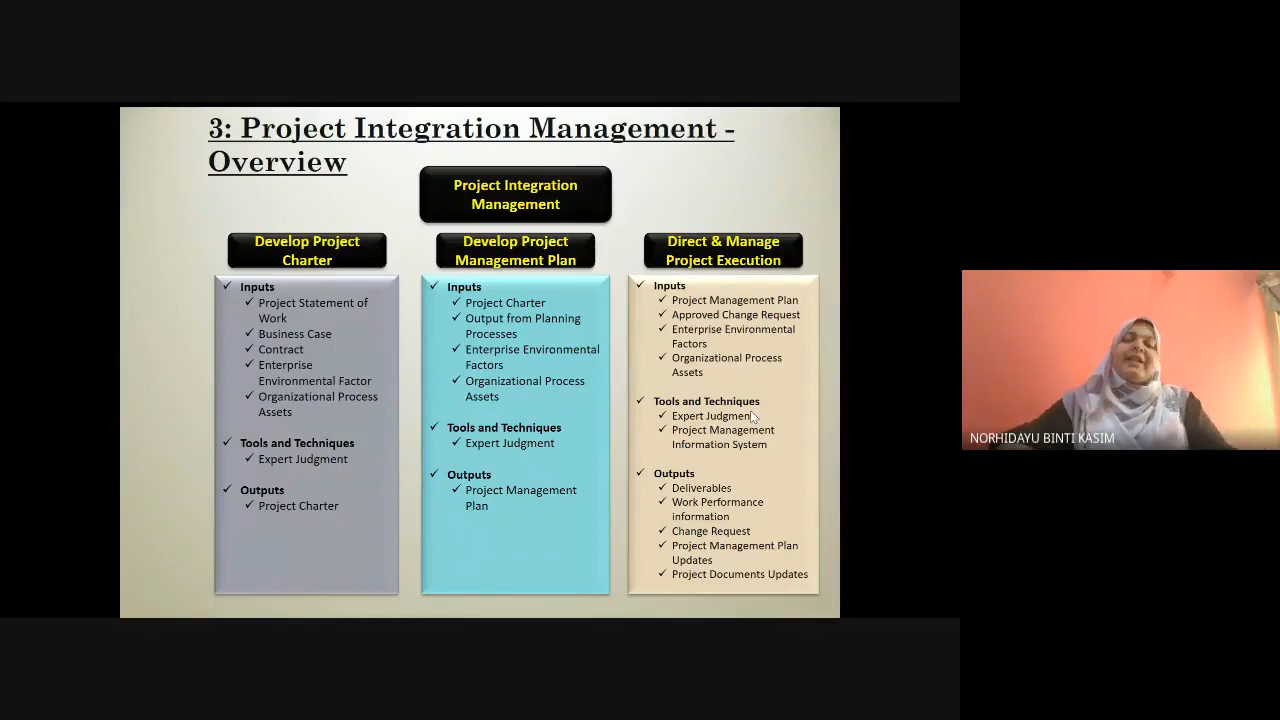 3: Project Integration Management -
Overview
Project Integration
Management
Develop Project
Charter
Inputs
Project Statement of
Work
Business Case
Contract
Enterprise
Environmental Factor
Organizational Process
Assets
Tools and Techniques
Expert Judgment
Outputs
Project Charter
Develop Project
Management Plan
Inputs
Project Charter
Output from Planning
Processes
Enterprise Environmental
Factors
Organizational Process
Assets
Tools and Techniques
Expert Judgment
Outputs
Project Management
Plan
Direct & Manage
Project Execution
Inputs
Project Management Plan
Approved Change Request
Enterprise Environmental
Factors
Organizational Process
Assets
Tools and Techniques
Expert Judgment
Project Management
Information System
Outputs
Deliverables
Work Performance
information
Change Request
Project Management Plan
Updates
Project Documents Updates
NORHIDAYU BINTI KASIM